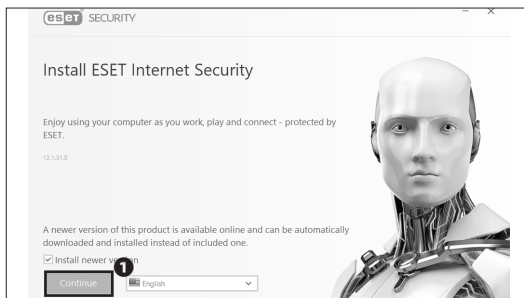 eseT SECURITY
Install ESET Internet Security
Enjoy using your computer as you work, play and connect - protected by
ESET.
12.1.31.0
A newer version of this product is available online and can be automatically
downloaded and installed instead of included one.
Install newer version
1
Continue
English